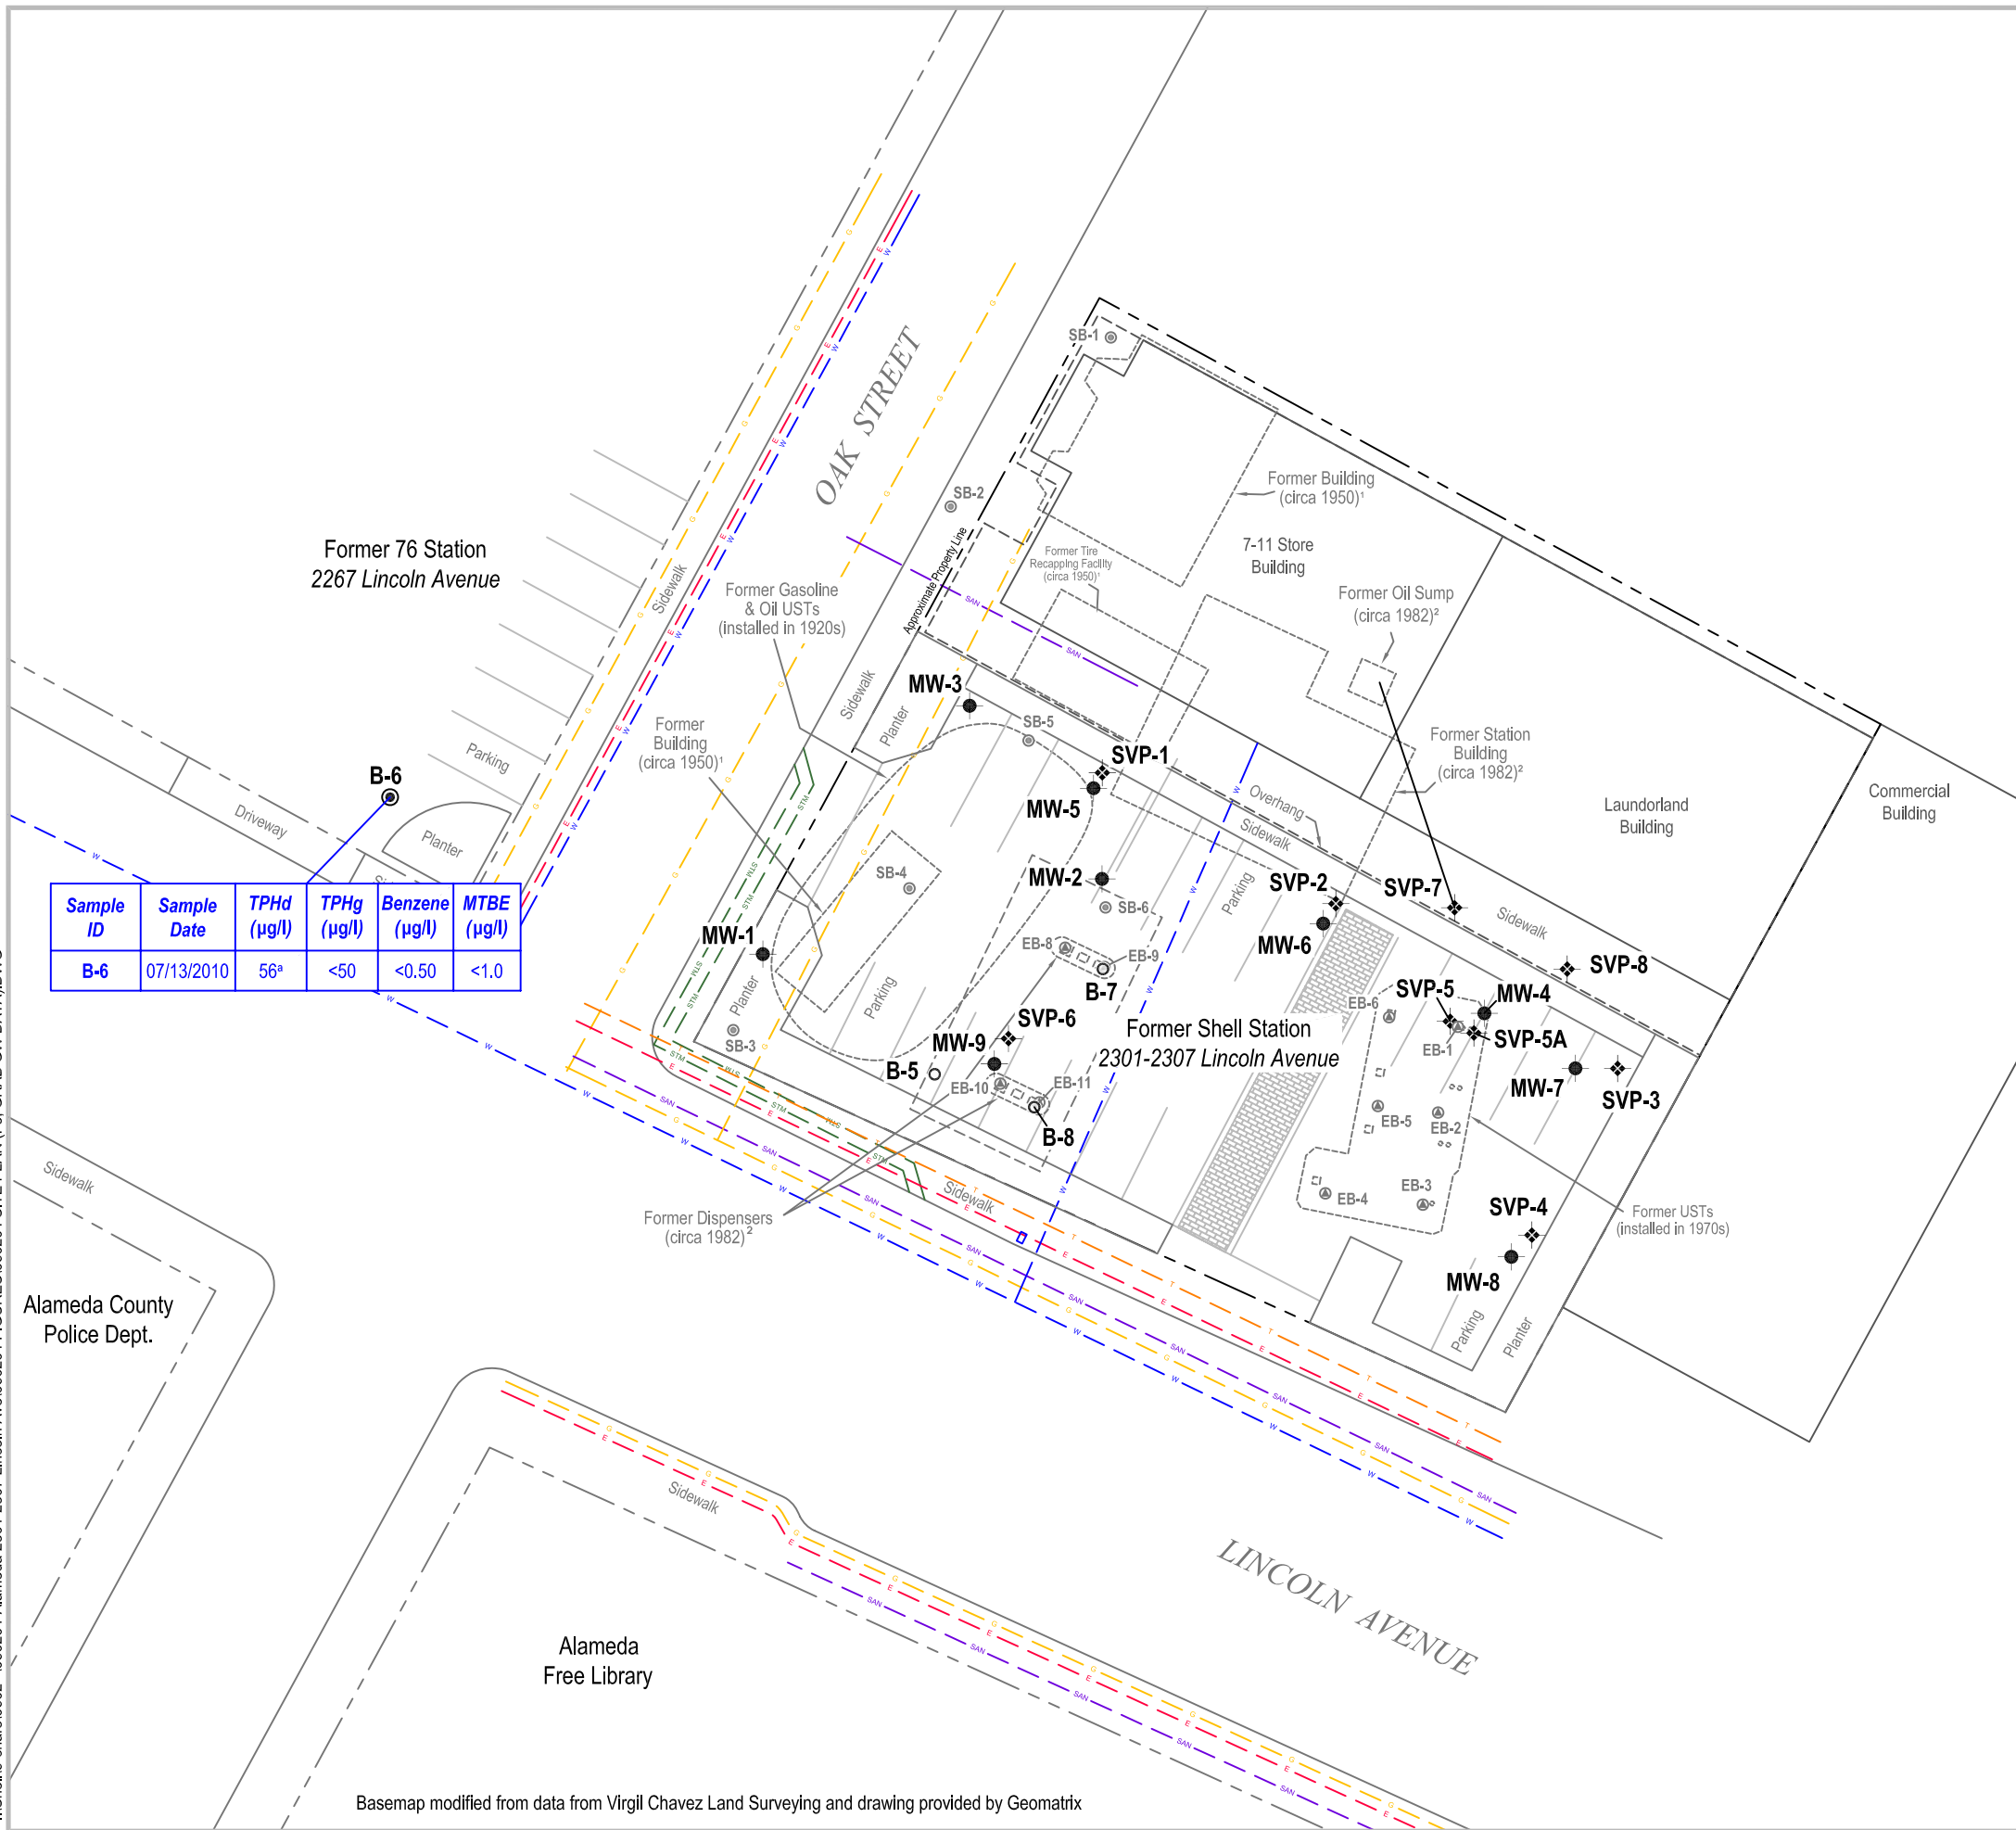 SB-1
OAK STREET
SB-2
Former Building
(circa 1950)¹
7-11 Store
Building
Former Tire
Recapping Facility
(circa 1950)¹
Former 76 Station
2267 Lincoln Avenue
Sidewalk
Approximate Property Line
Former Gasoline
& Oil USTs
(installed in 1920s)
Former Oil Sump
(circa 1982)²
SAN
SAN
Sidewalk
MW-3
Planter
SB-5
Former
Building
(circa 1950)¹
Former Station
Building
(circa 1982)²
SVP-1
MW-5
Overhang
Sidewalk
Laundorland
Building
Commercial
Building
Parking
B-6
Driveway
Planter
Sample
ID
Sample
Date
TPHd
(µg/l)
TPHg
(µg/l)
Benzene
(µg/l)
MTBE
(µg/l)
B-6
07/13/2010
56ª
<50
<0.50
<1.0
SB-4
MW-2
SB-6
Parking
SVP-2
SVP-7
Sidewalk
MW-1
MW-6
EB-8
EB-9
B-7
SVP-8
Planter
Parking
SB-3
SVP-6
MW-9
B-5
EB-10
EB-11
B-8
Former Shell Station
2301-2307 Lincoln Avenue
EB-6
SVP-5
MW-4
SVP-5A
EB-1
MW-7
SVP-3
EB-5
EB-2
EB-4
EB-3
Sidewalk
Former Dispensers
(circa 1982)²
SVP-4
Former USTs
(installed in 1970s)
MW-8
Parking
Planter
Sidewalk
Alameda County
Police Dept.
Sidewalk
LINCOLN AVENUE
Alameda
Free Library
Basemap modified from data from Virgil Chavez Land Surveying and drawing provided by Geomatrix